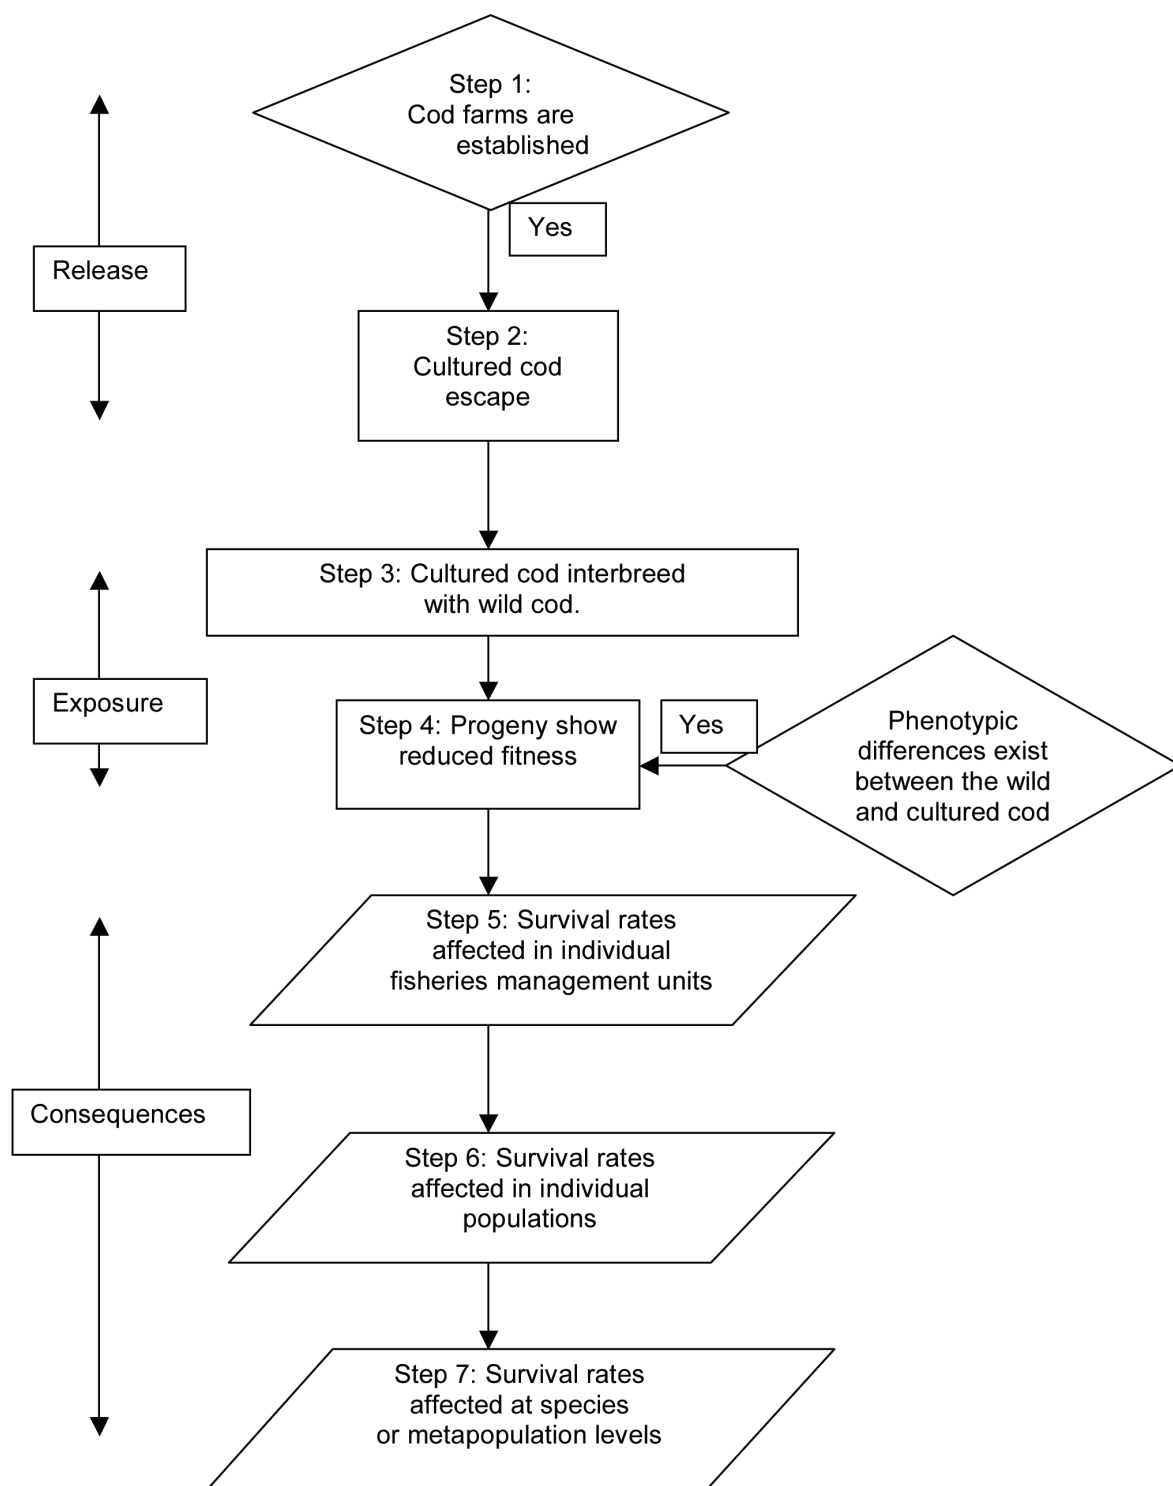 Step 1:
Cod farms are
established
Yes
Release
Step 2:
Cultured cod
escape
Step 3: Cultured cod interbreed
with wild cod.
Exposure
Step 4: Progeny show
reduced fitness
Yes
Phenotypic
differences exist
between the wild
and cultured cod
Step 5: Survival rates
affected in individual
fisheries management units
Consequences
Step 6: Survival rates
affected in individual
populations
Step 7: Survival rates
affected at species
or metapopulation levels